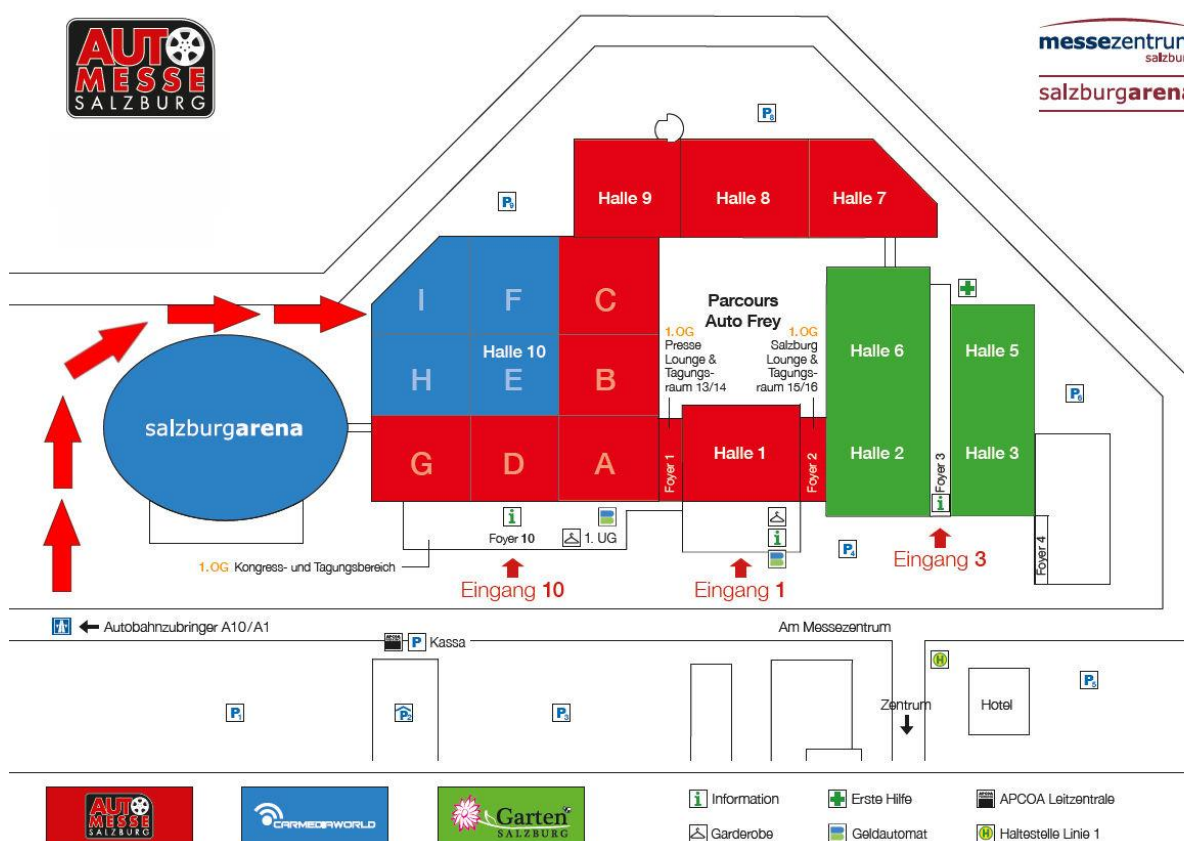 AUTO
MESSE
SALZBURG
messezentrum
salzburg
salzburgarena
P8
P9
Halle 9
Halle 8
Halle 7
I
F
C
Halle 10
H
E
B
G
D
A
salzburgarena
Parcours
Auto Frey
1.OG
Presse
Lounge &
Tagungs-
raum 13/14
1.OG
Salzburg
Lounge &
Tagungs-
raum 15/16
Halle 6
Halle 5
P6
Foyer 1
Halle 1
Foyer 2
Halle 2
Foyer 3
Halle 3
i
Foyer 10
1. UG
i
i
P4
Foyer 4
1.OG Kongress- und Tagungsbereich
Eingang 10
Eingang 1
Eingang 3
Autobahnzubringer A10/A1
Am Messezentrum
APCOA
P Kassa
H
P1
P2
P3
Zentrum
Hotel
P5
AUTO
MESSE
SALZBURG
CARMEDIAWORLD
Garten
SALZBURG
i Information
Erste Hilfe
APCOA Leitzentrale
Garderobe
Geldautomat
H Haltestelle Linie 1